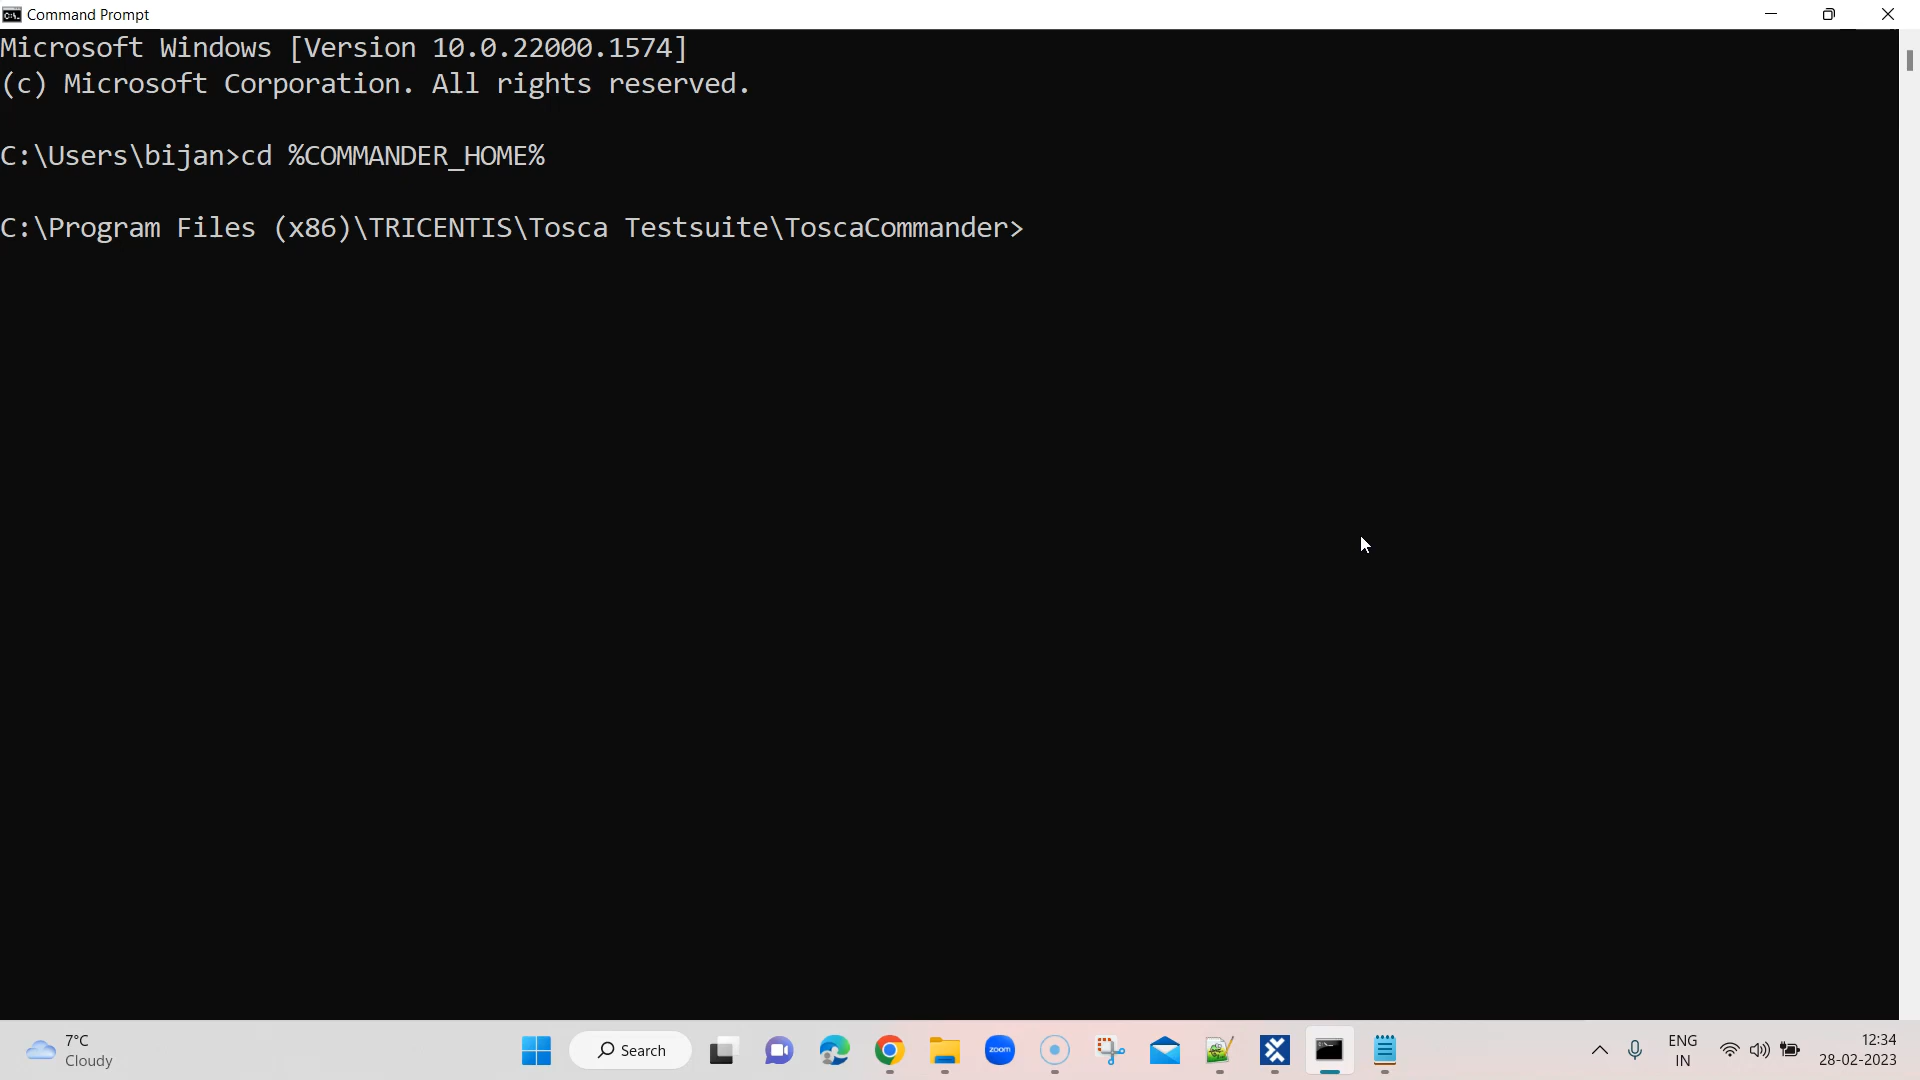 Command Prompt
Microsoft Windows [Version 10.0.22000.1574]
(c) Microsoft Corporation. All rights reserved.
C:\Users\bijan>cd %COMMANDER_HOME%
C:\Program Files (x86)\TRICENTIS\Tosca Testsuite\ToscaCommander>
7°C
Cloudy
Search
zoom
ENG
IN
12:34
28-02-2023